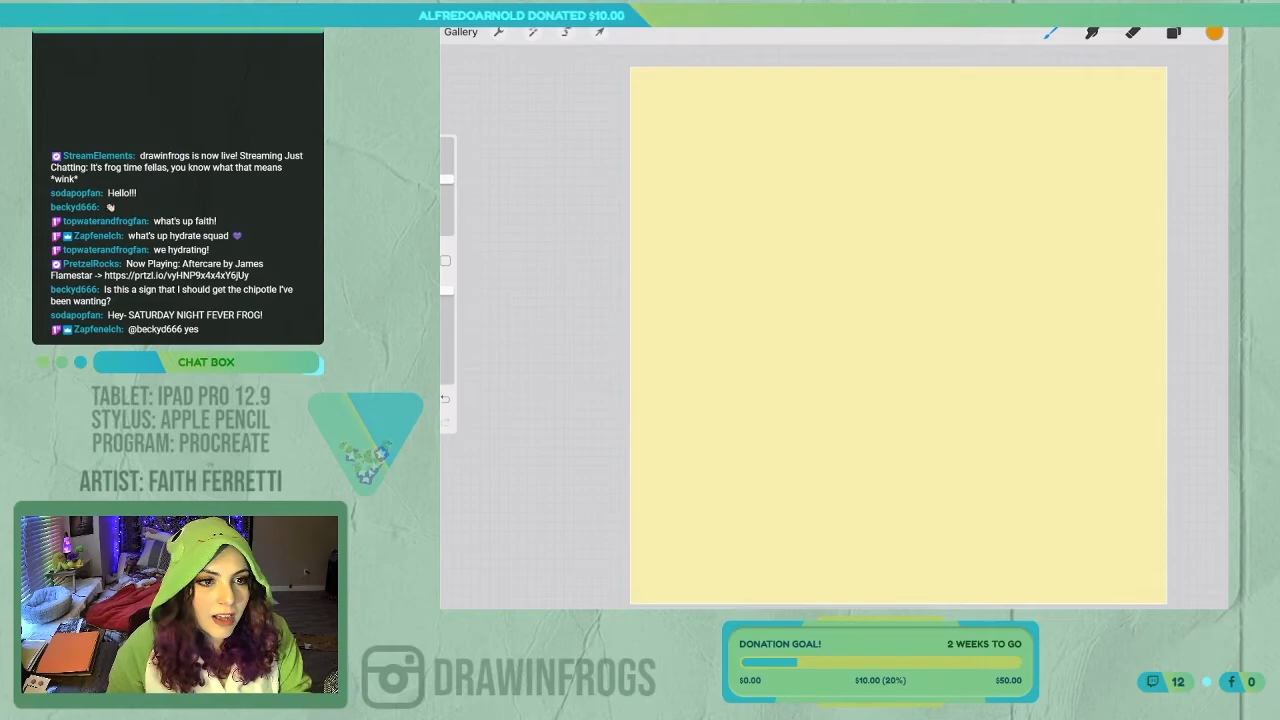 ALFREDOARNOLD DONATED $10.00
Gallery
StreamElements: drawinfrogs is now live! Streaming Just
Chatting: It's frog time fellas, you know what that means
*wink*
sodapopfan: Hello!!!
beckyd666: 👋🏻
topwaterandfrogfan: what's up faith!
Zapfenelch: what's up hydrate squad 💜
topwaterandfrogfan: we hydrating!
PretzelRocks: Now Playing: Aftercare by James
Flamestar -> https://prtzl.io/vyHNP9x4x4xY6jUy
beckyd666: Is this a sign that I should get the chipotle I've
been wanting?
sodapopfan: Hey- SATURDAY NIGHT FEVER FROG!
Zapfenelch: @beckyd666 yes
CHAT BOX
TABLET: IPAD PRO 12.9
STYLUS: APPLE PENCIL
PROGRAM: PROCREATE
ARTIST: FAITH FERRETTI
DRAWINFROGS
DONATION GOAL! 2 WEEKS TO GO
$0.00 $10.00 (20%) $50.00
12 0